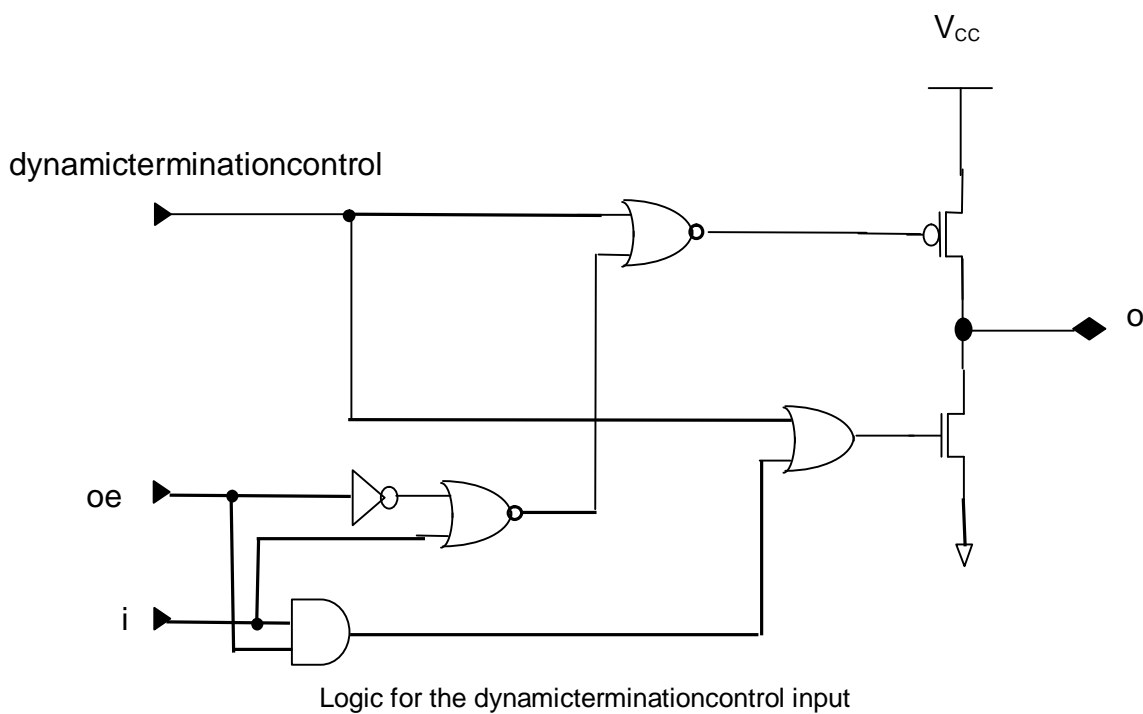 VCC
dynamicterminationcontrol
o
oe
i
Logic for the dynamicterminationcontrol input